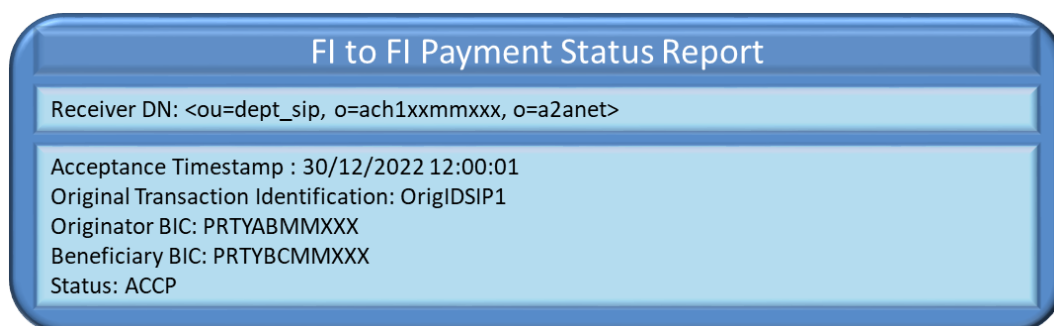 FI to FI Payment Status Report
Receiver DN: <ou=dept_sip, o=ach1xxmmxxx, o=a2anet>
Acceptance Timestamp : 30/12/2022 12:00:01
Original Transaction Identification: OrigIDSIP1
Originator BIC: PRTYABMMXXX
Beneficiary BIC: PRTYBCMMXXX
Status: ACCP